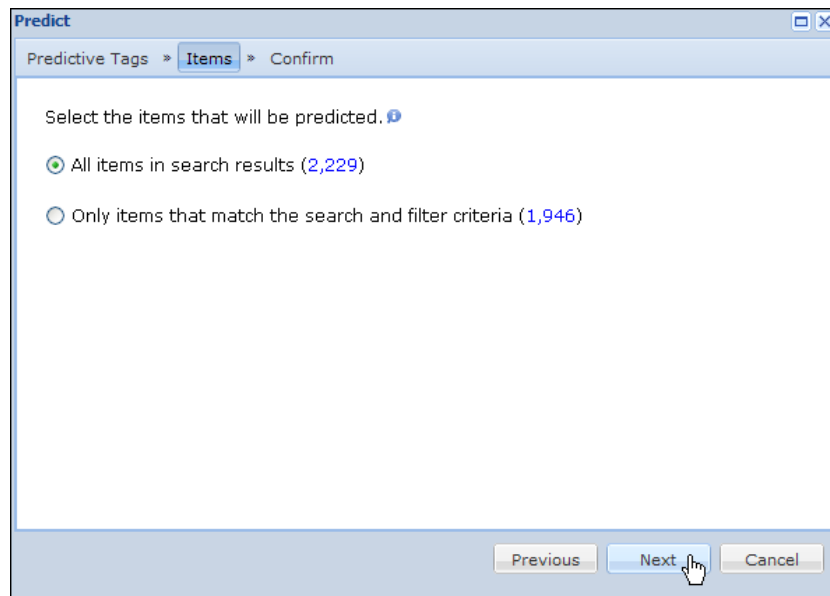 Predict
Predictive Tags » Items » Confirm
Select the items that will be predicted.
All items in search results (2,229)
Only items that match the search and filter criteria (1,946)
Previous Next Cancel